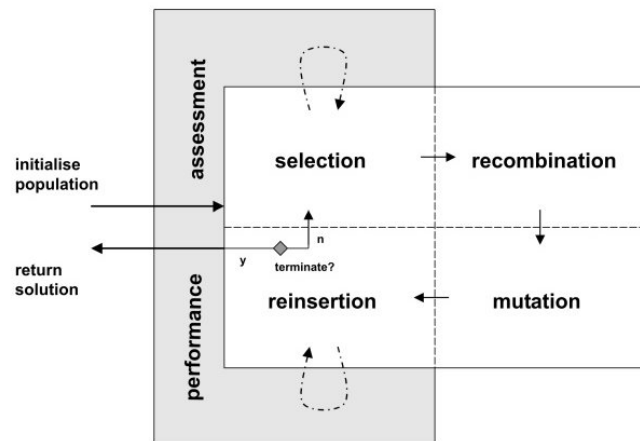 assessment
initialise
population
selection
recombination
n
y
terminate?
return
solution
reinsertion
mutation
performance